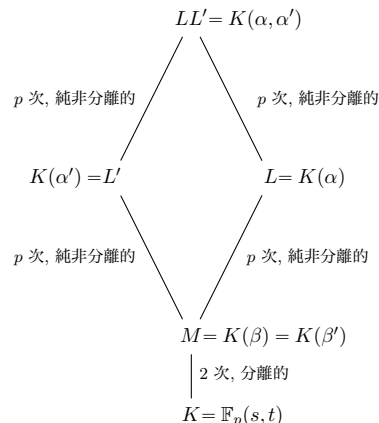 LL′ = K(α, α′)
p 次, 純非分離的 p 次, 純非分離的
K(α′) = L′ L = K(α)
p 次, 純非分離的 p 次, 純非分離的
M = K(β) = K(β′)
2 次, 分離的
K = 𝔽ₚ(s, t)